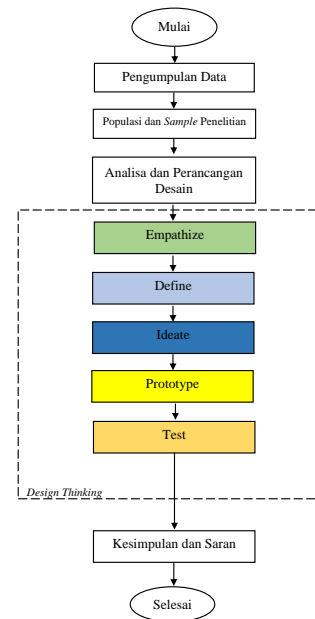 Mulai
Pengumpulan Data
Populasi dan Sample Penelitian
Analisa dan Perancangan
Desain
Empathize
Define
Ideate
Prototype
Test
Design Thinking
Kesimpulan dan Saran
Selesai